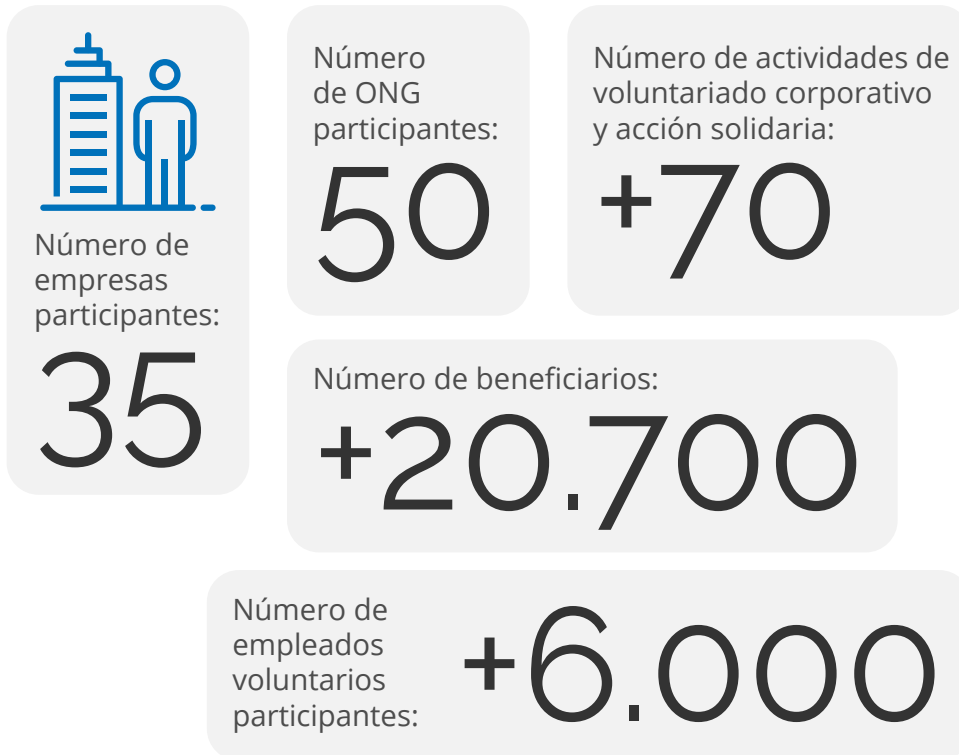 Número de
empresas
participantes:
35
Número
de ONG
participantes:
50
Número de actividades de
voluntariado corporativo
y acción solidaria:
+70
Número de beneficiarios:
+20.700
Número de
empleados
voluntarios
participantes:
+6.000